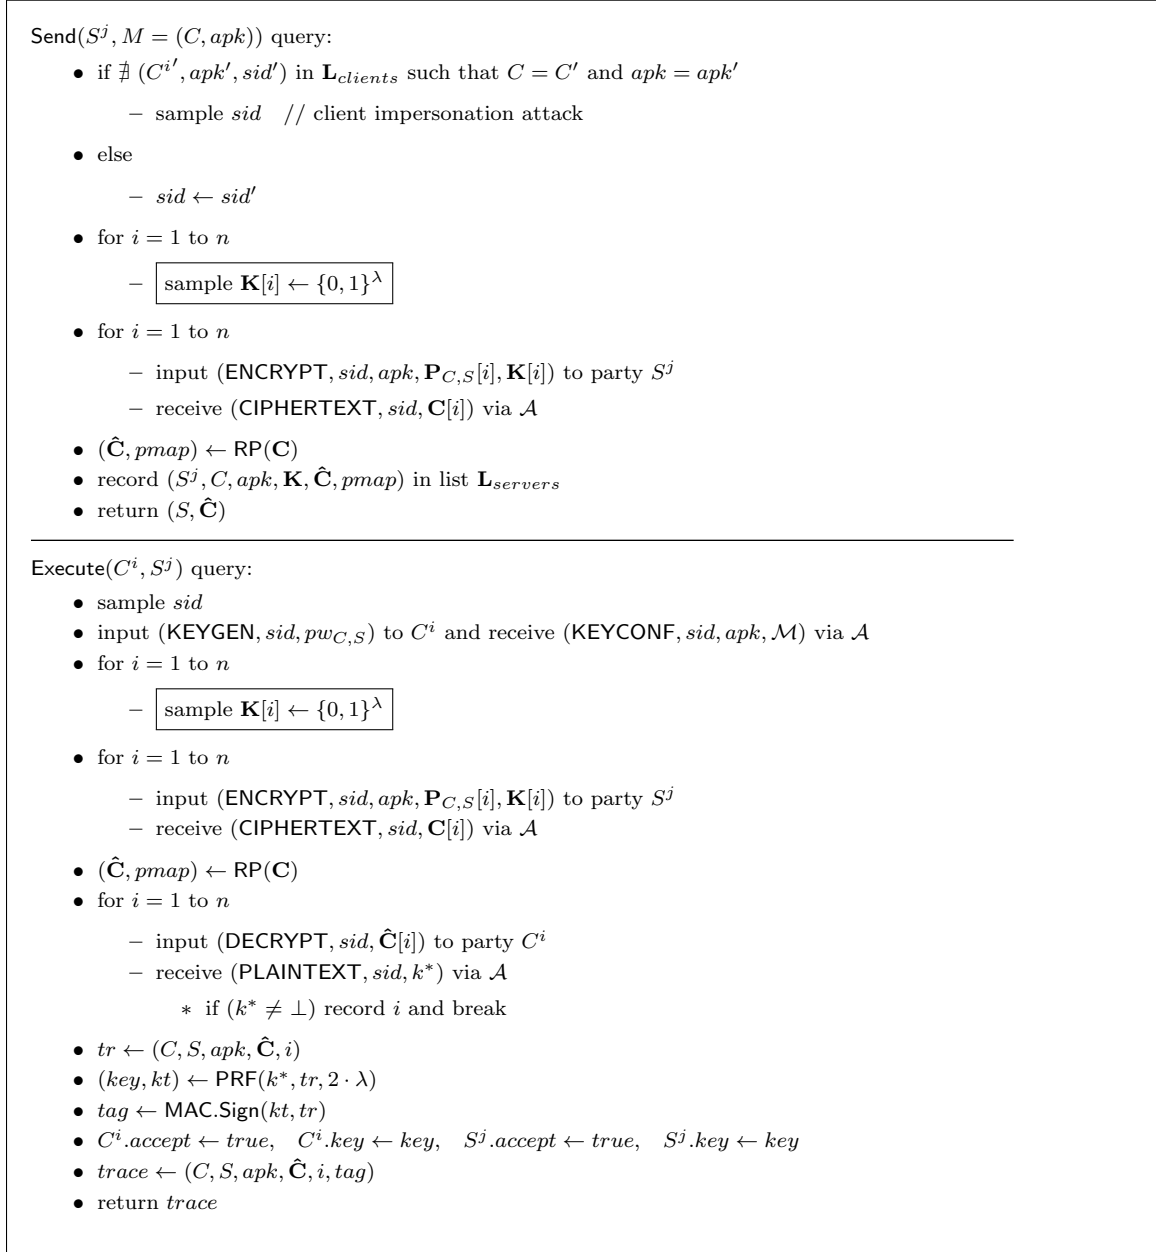 Send(S^j, M = (C, apk)) query:
• if ∄ (C^{i′}, apk′, sid′) in L_{clients} such that C = C′ and apk = apk′
– sample sid // client impersonation attack
• else
– sid ← sid′
• for i = 1 to n
– sample K[i] ← {0, 1}^λ
• for i = 1 to n
– input (ENCRYPT, sid, apk, P_{C,S}[i], K[i]) to party S^j
– receive (CIPHERTEXT, sid, C[i]) via 𝒜
• (Ĉ, pmap) ← RP(C)
• record (S^j, C, apk, K, Ĉ, pmap) in list L_{servers}
• return (S, Ĉ)
Execute(C^i, S^j) query:
• sample sid
• input (KEYGEN, sid, pw_{C,S}) to C^i and receive (KEYCONF, sid, apk, ℳ) via 𝒜
• for i = 1 to n
– sample K[i] ← {0, 1}^λ
• for i = 1 to n
– input (ENCRYPT, sid, apk, P_{C,S}[i], K[i]) to party S^j
– receive (CIPHERTEXT, sid, C[i]) via 𝒜
• (Ĉ, pmap) ← RP(C)
• for i = 1 to n
– input (DECRYPT, sid, Ĉ[i]) to party C^i
– receive (PLAINTEXT, sid, k*) via 𝒜
∗ if (k* ≠ ⊥) record i and break
• tr ← (C, S, apk, Ĉ, i)
• (key, kt) ← PRF(k*, tr, 2 · λ)
• tag ← MAC.Sign(kt, tr)
• C^i.accept ← true, C^i.key ← key, S^j.accept ← true, S^j.key ← key
• trace ← (C, S, apk, Ĉ, i, tag)
• return trace